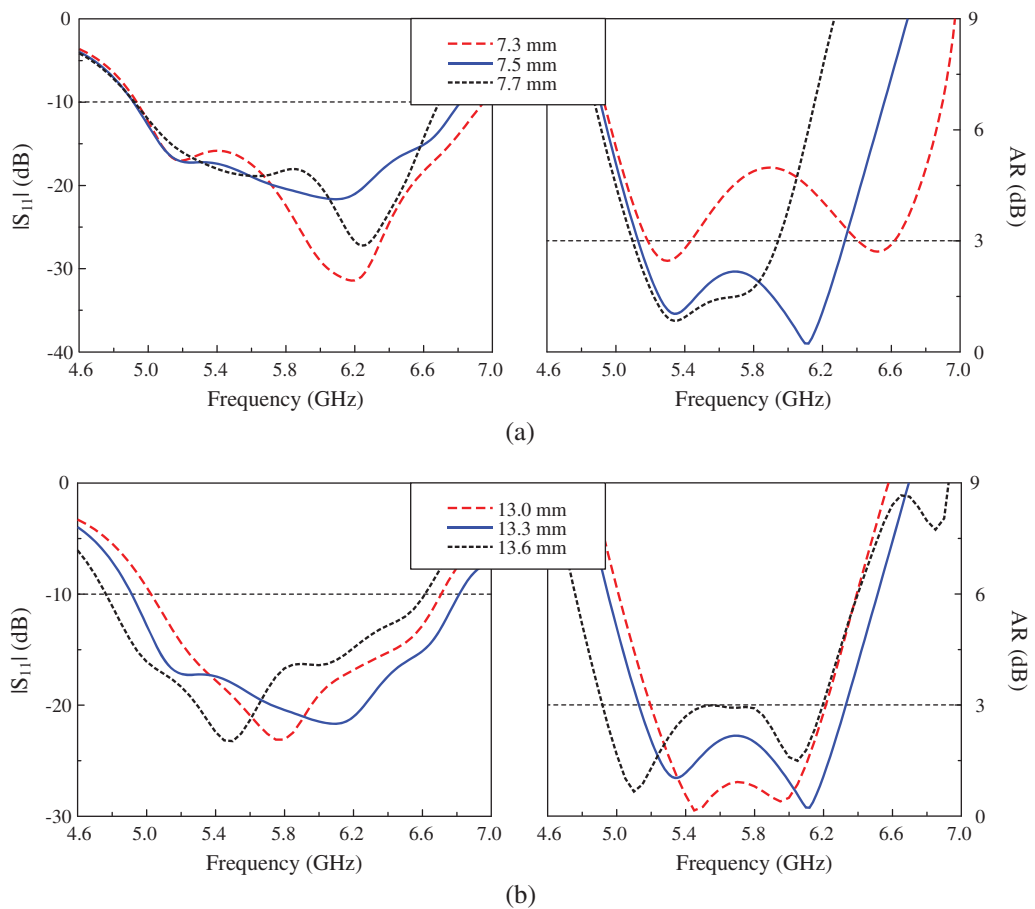 0
-10
-20
-30
-40
|S11| (dB)
4.6 5.0 5.4 5.8 6.2 6.6 7.0
Frequency (GHz)
7.3 mm
7.5 mm
7.7 mm
9
6
3
0
AR (dB)
4.6 5.0 5.4 5.8 6.2 6.6 7.0
Frequency (GHz)
(a)
0
-10
-20
-30
|S11| (dB)
4.6 5.0 5.4 5.8 6.2 6.6 7.0
Frequency (GHz)
13.0 mm
13.3 mm
13.6 mm
9
6
3
0
AR (dB)
4.6 5.0 5.4 5.8 6.2 6.6 7.0
Frequency (GHz)
(b)